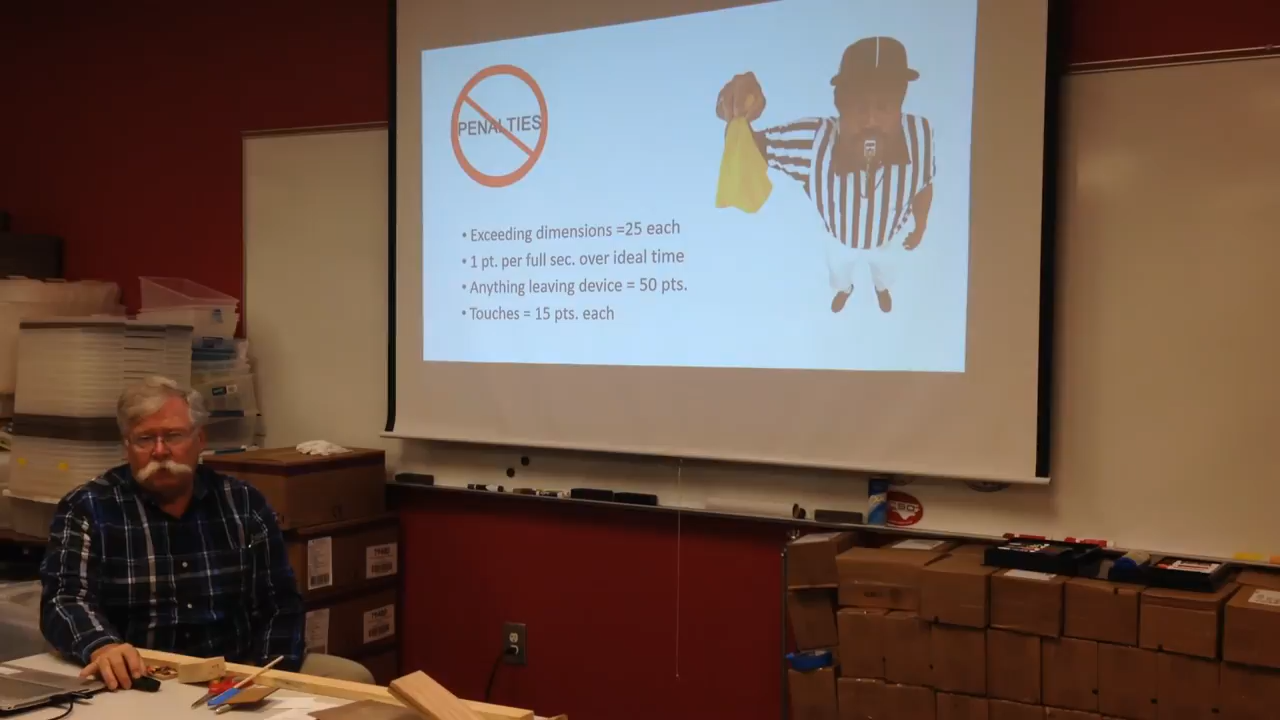 PENALTIES
• Exceeding dimensions =25 each
• 1 pt. per full sec. over ideal time
• Anything leaving device = 50 pts.
• Touches = 15 pts. each